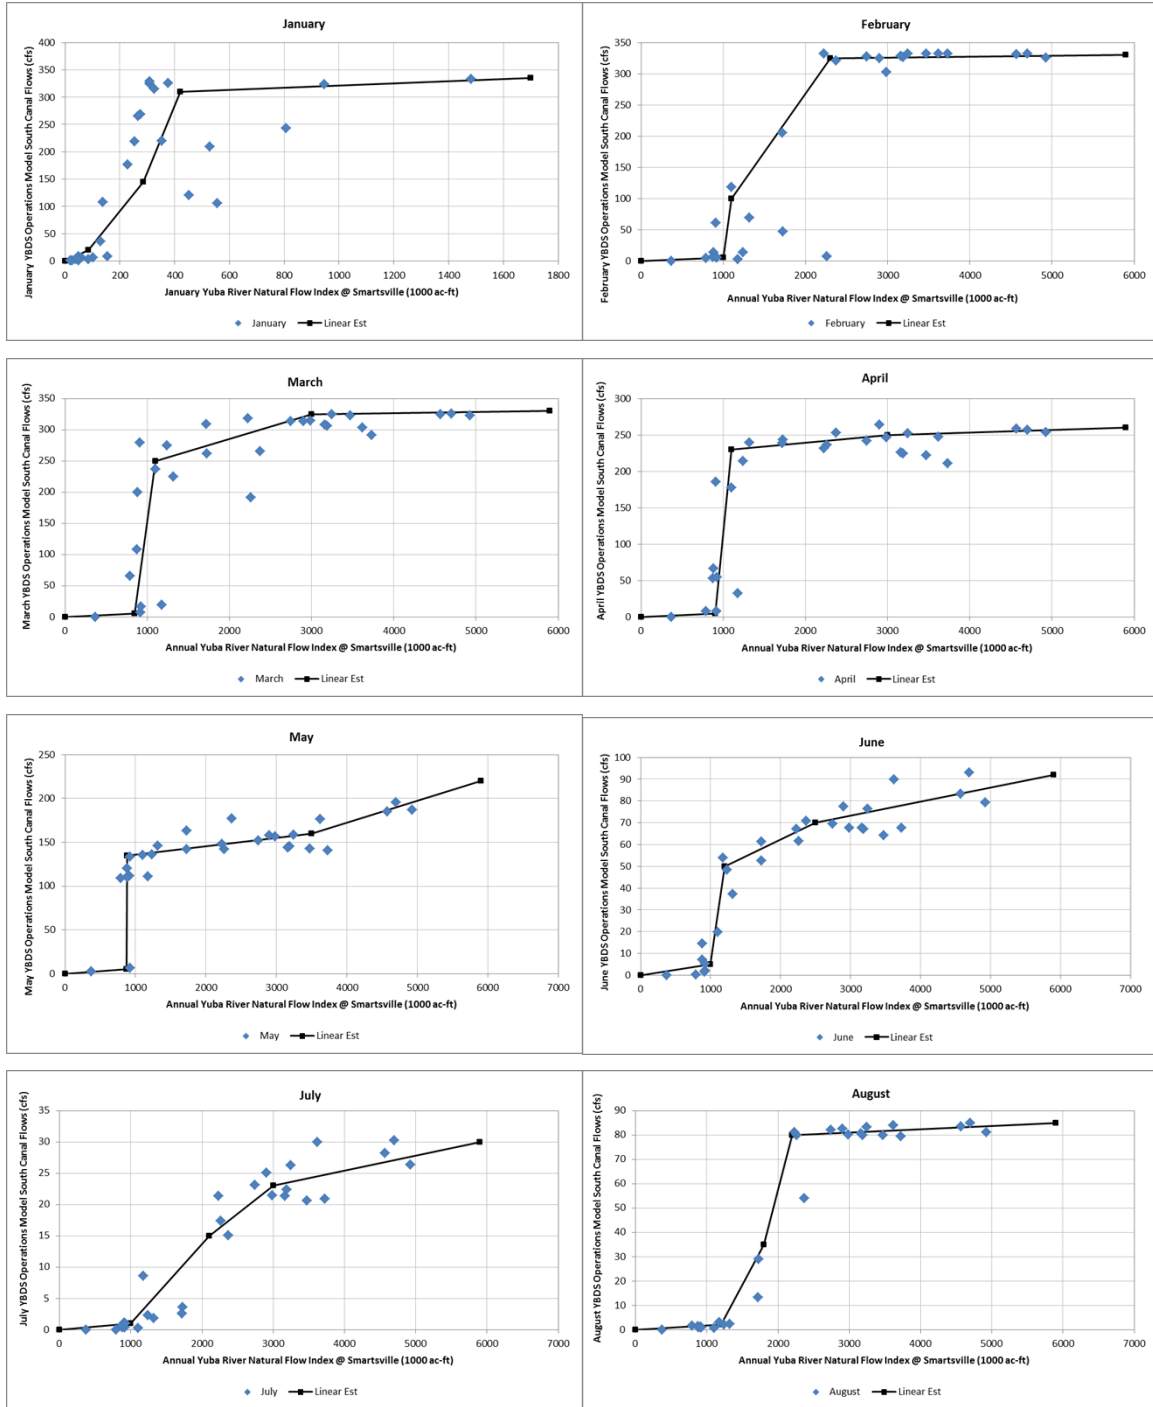 January
January YBDS Operations Model South Canal Flows (cfs)
400
350
300
250
200
150
100
50
0
0 200 400 600 800 1000 1200 1400 1600 1800
January Yuba River Natural Flow Index @ Smartsville (1000 ac-ft)
January Linear Est
February
February YBDS Operations Model South Canal Flows (cfs)
350
300
250
200
150
100
50
0
0 1000 2000 3000 4000 5000 6000
Annual Yuba River Natural Flow Index @ Smartsville (1000 ac-ft)
February Linear Est
March
March YBDS Operations Model South Canal Flows (cfs)
350
300
250
200
150
100
50
0
0 1000 2000 3000 4000 5000 6000
Annual Yuba River Natural Flow Index @ Smartsville (1000 ac-ft)
March Linear Est
April
April YBDS Operations Model South Canal Flows (cfs)
300
250
200
150
100
50
0
0 1000 2000 3000 4000 5000 6000
Annual Yuba River Natural Flow Index @ Smartsville (1000 ac-ft)
April Linear Est
May
May YBDS Operations Model South Canal Flows (cfs)
250
200
150
100
50
0
0 1000 2000 3000 4000 5000 6000 7000
Annual Yuba River Natural Flow Index @ Smartsville (1000 ac-ft)
May Linear Est
June
June YBDS Operations Model South Canal Flows (cfs)
100
90
80
70
60
50
40
30
20
10
0
0 1000 2000 3000 4000 5000 6000 7000
Annual Yuba River Natural Flow Index @ Smartsville (1000 ac-ft)
June Linear Est
July
July YBDS Operations Model South Canal Flows (cfs)
35
30
25
20
15
10
5
0
0 1000 2000 3000 4000 5000 6000 7000
Annual Yuba River Natural Flow Index @ Smartsville (1000 ac-ft)
July Linear Est
August
August YBDS Operations Model South Canal Flows (cfs)
90
80
70
60
50
40
30
20
10
0
0 1000 2000 3000 4000 5000 6000 7000
Annual Yuba River Natural Flow Index @ Smartsville (1000 ac-ft)
August Linear Est